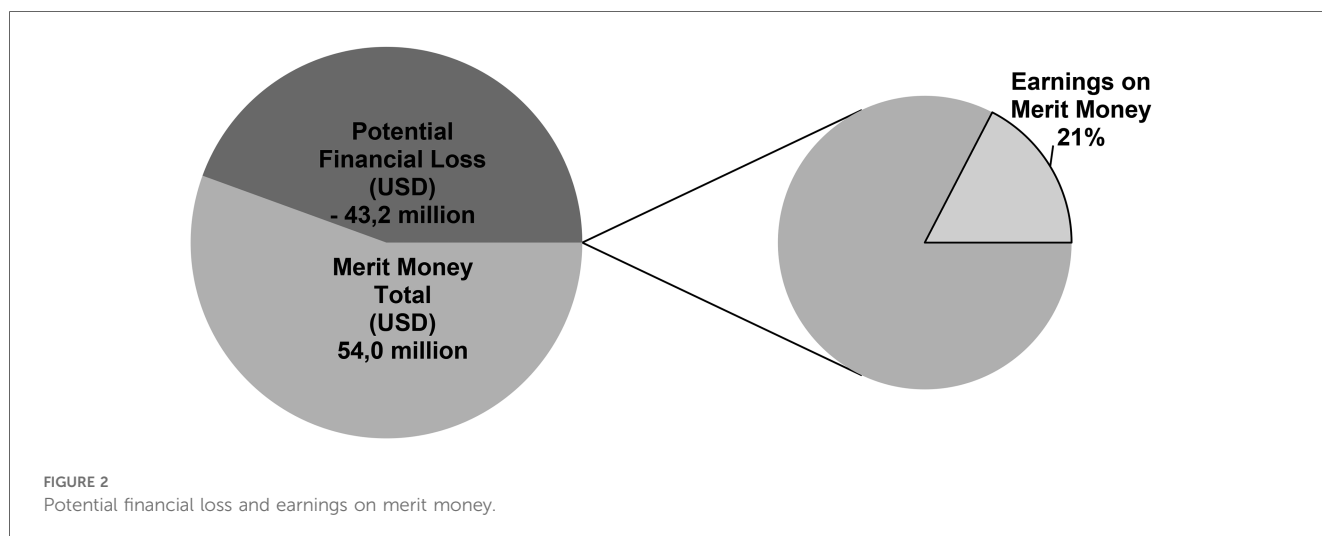 Potential
Financial Loss
(USD)
- 43,2 million
Merit Money
Total
(USD)
54,0 million
Earnings on
Merit Money
21%
FIGURE 2
Potential financial loss and earnings on merit money.